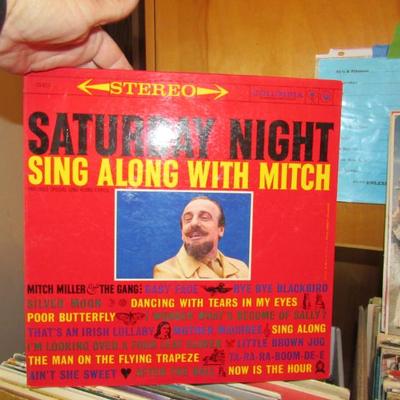 STEREO
COLUMBIA
SATURDAY NIGHT
SING ALONG WITH MITCH
MITCH MILLER & THE GANG: BABY FACE BYE BYE BLACKBIRD
SILVER MOON DANCING WITH TEARS IN MY EYES
POOR BUTTERFLY I WONDER WHAT'S BECOME OF SALLY?
THAT'S AN IRISH LULLABY MOTHER MACHREE SING ALONG
I'M LOOKING OVER A FOUR LEAF CLOVER LITTLE BROWN JUG
THE MAN ON THE FLYING TRAPEZE TA-RA-RA-BOOM-DE-E
AIN'T SHE SWEET AFTER THE BALL NOW IS THE HOUR